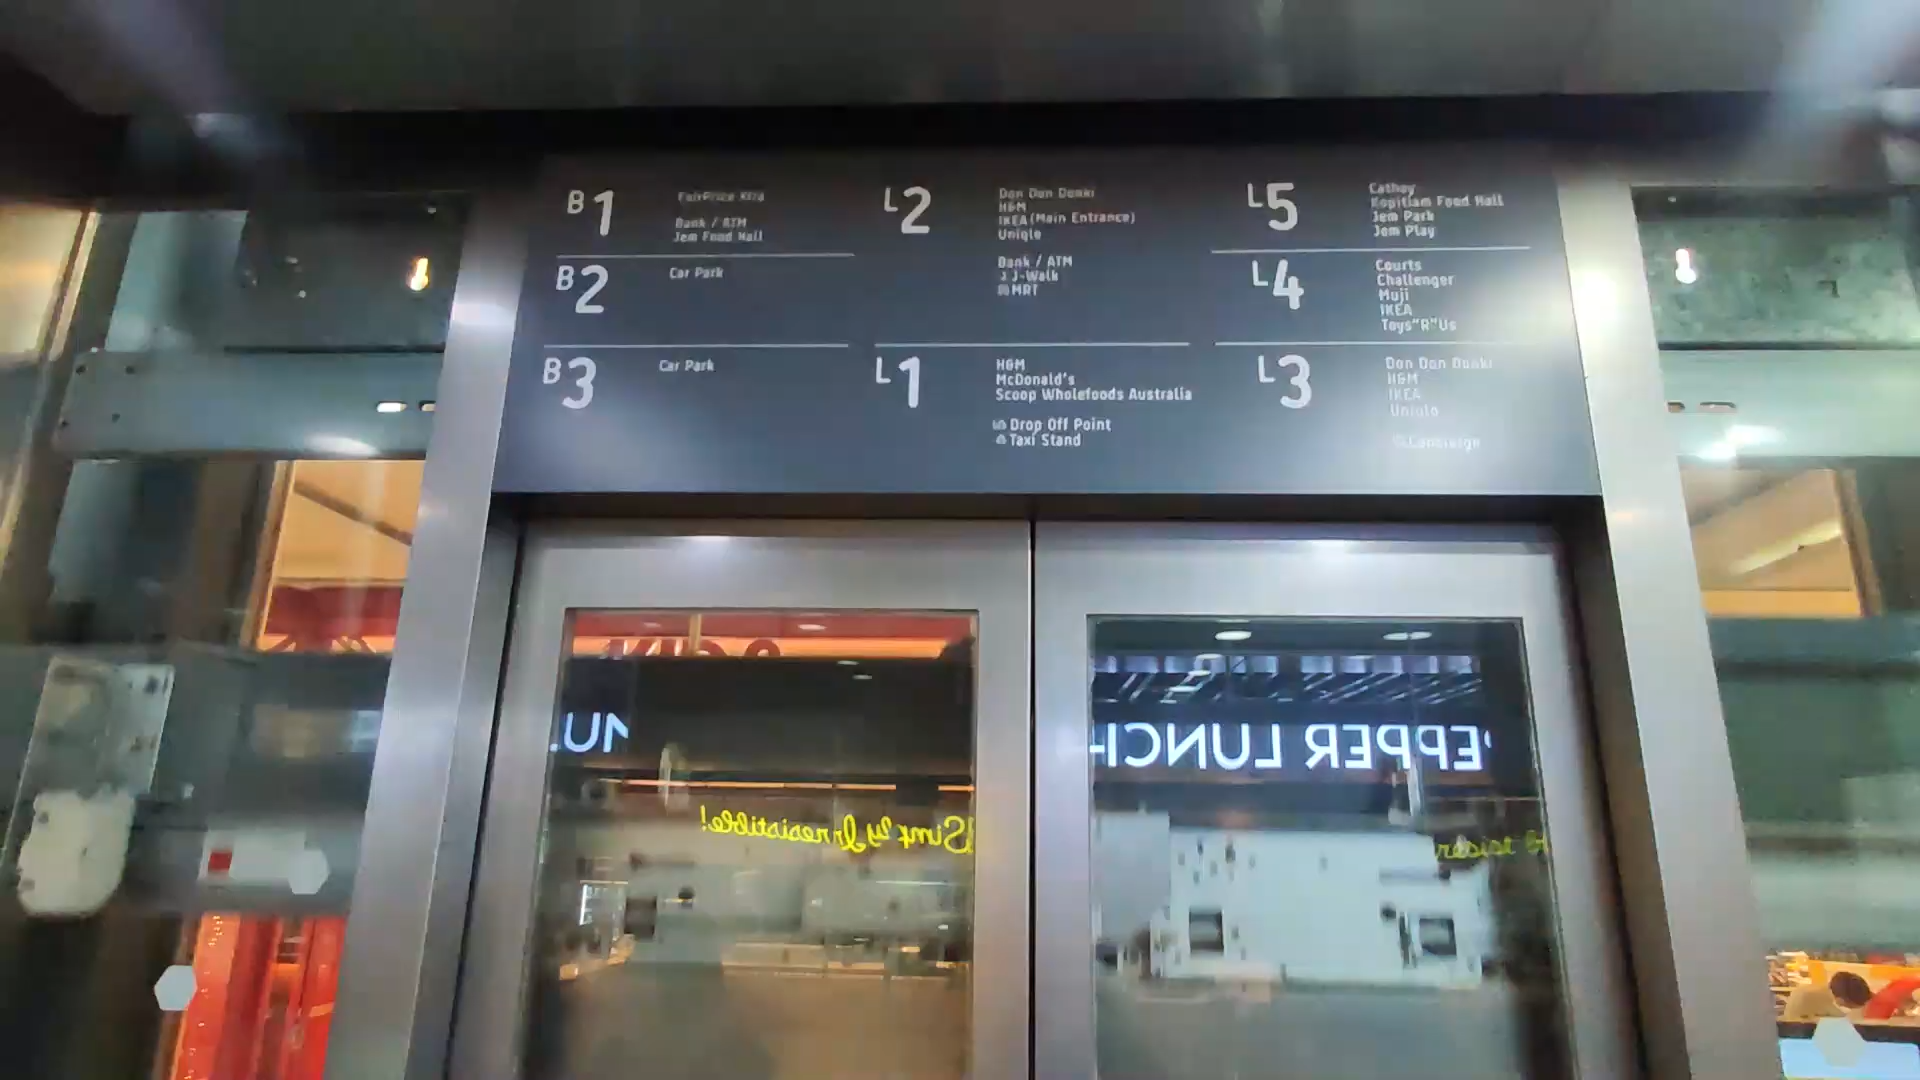 B1
FairPrice Xtra
Bank / ATM
Jem Food Hall
B2
Car Park
B3
Car Park
L2
Don Don Donki
H&M
IKEA (Main Entrance)
Uniqlo
Bank / ATM
J-Walk
MRT
L1
H&M
McDonald's
Scoop Wholefoods Australia
Drop Off Point
Taxi Stand
L5
Cathay
Kopitiam Food Hall
Jem Park
Jem Play
L4
Courts
Challenger
Muji
IKEA
Toys"R"Us
L3
Don Don Donki
H&M
IKEA
Uniqlo
Concierge
EPPER LUNCH
Simply Irresistible!